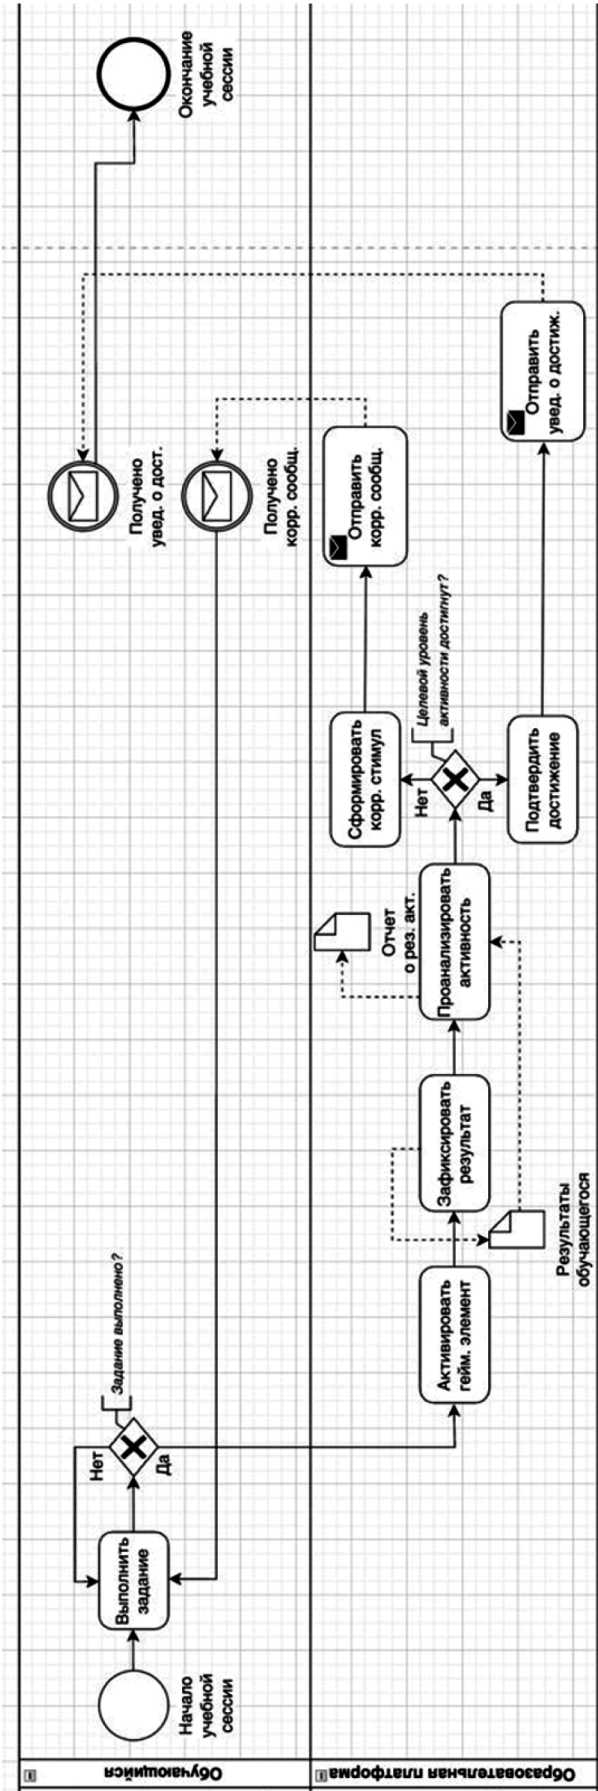 Обучающийся
Начало
учебной
сессии
Выполнить
задание
Нет
Да
Задание выполнено?
Получено
увед. о дост.
Получено
корр. сообщ.
Окончание
учебной
сессии
Образовательная платформа
Активировать
гейм. элемент
Результаты
обучающегося
Зафиксировать
результат
Проанализировать
активность
Отчет
о рез. акт.
Нет
Да
Целевой уровень
активности достигнут?
Сформировать
корр. стимул
Подтвердить
достижение
Отправить
корр. сообщ.
Отправить
увед. о достиж.